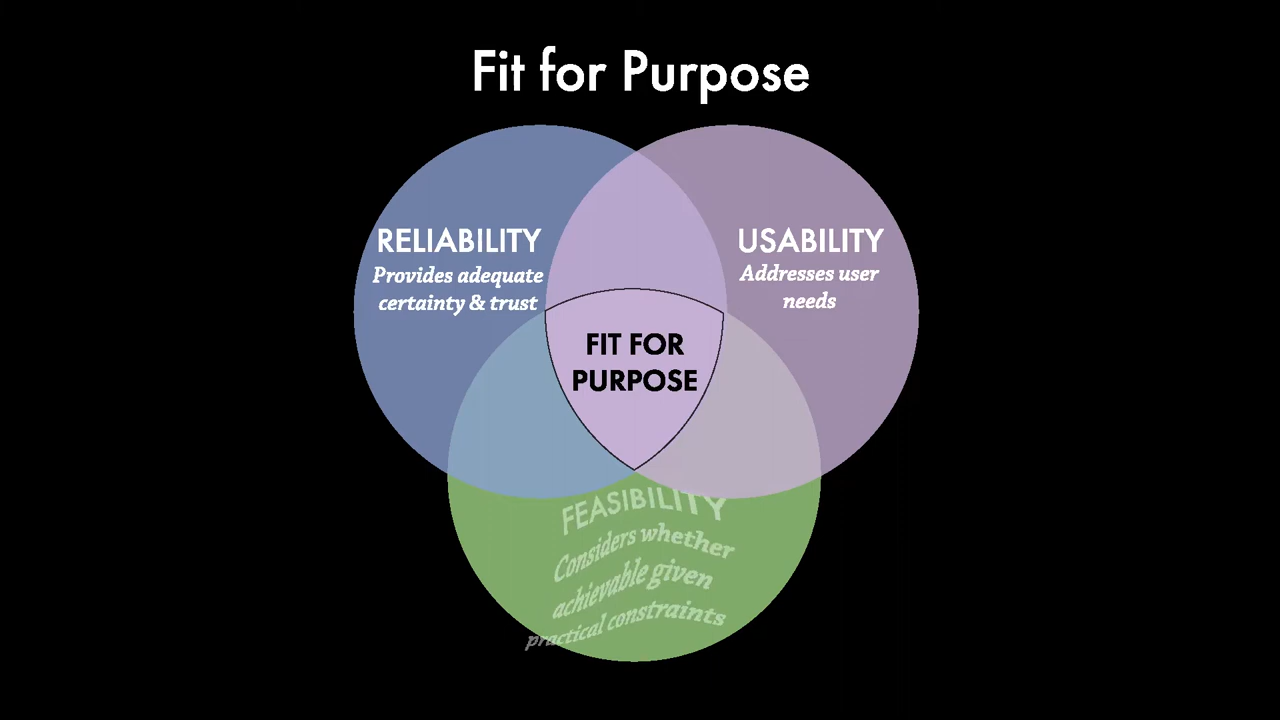 Fit for Purpose
RELIABILITY
Provides adequate
certainty & trust
USABILITY
Addresses user
needs
FIT FOR
PURPOSE
FEASIBILITY
Considers whether
achievable given
practical constraints